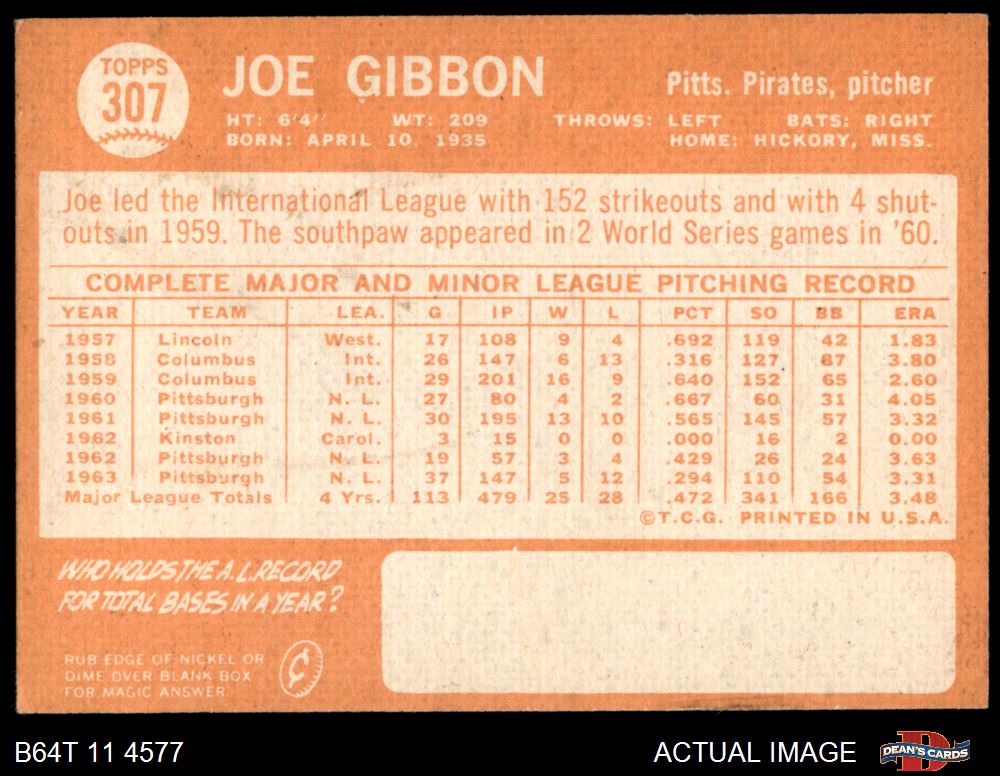 TOPPS
307
JOE GIBBON
Pitts. Pirates, pitcher
HT: 6'4" WT: 209 THROWS: LEFT BATS: RIGHT
BORN: APRIL 10, 1935 HOME: HICKORY, MISS.
Joe led the International League with 152 strikeouts and with 4 shut-
outs in 1959. The southpaw appeared in 2 World Series games in '60.
COMPLETE MAJOR AND MINOR LEAGUE PITCHING RECORD
YEAR TEAM LEA. G IP W L PCT SO BB ERA
1957 Lincoln West. 17 108 9 4 .692 119 42 1.83
1958 Columbus Int. 26 147 6 13 .316 127 87 3.80
1959 Columbus Int. 29 201 16 9 .640 152 65 2.60
1960 Pittsburgh N. L. 27 80 4 2 .667 60 31 4.05
1961 Pittsburgh N. L. 30 195 13 10 .565 145 57 3.32
1962 Kinston Carol. 3 15 0 0 .000 16 2 0.00
1962 Pittsburgh N. L. 19 57 3 4 .429 26 24 3.63
1963 Pittsburgh N. L. 37 147 5 12 .294 110 54 3.31
Major League Totals 4 Yrs. 113 479 25 28 .472 341 166 3.48
©T.C.G. PRINTED IN U.S.A.
WHO HOLDS THE A.L. RECORD
FOR TOTAL BASES IN A YEAR?
RUB EDGE OF NICKEL OR
DIME OVER BLANK BOX
FOR MAGIC ANSWER
¢
B64T 11 4577
ACTUAL IMAGE
D
DEAN'S CARDS